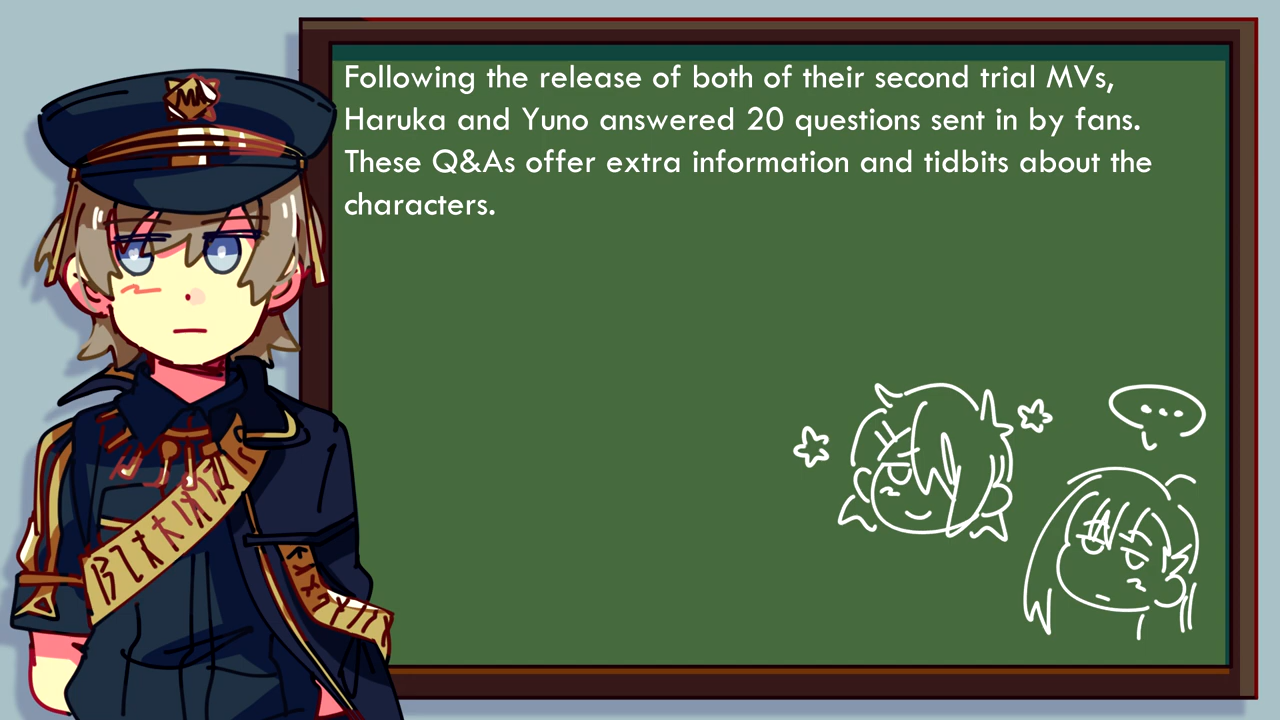 Following the release of both of their second trial MVs,
Haruka and Yuno answered 20 questions sent in by fans.
These Q&As offer extra information and tidbits about the
characters.